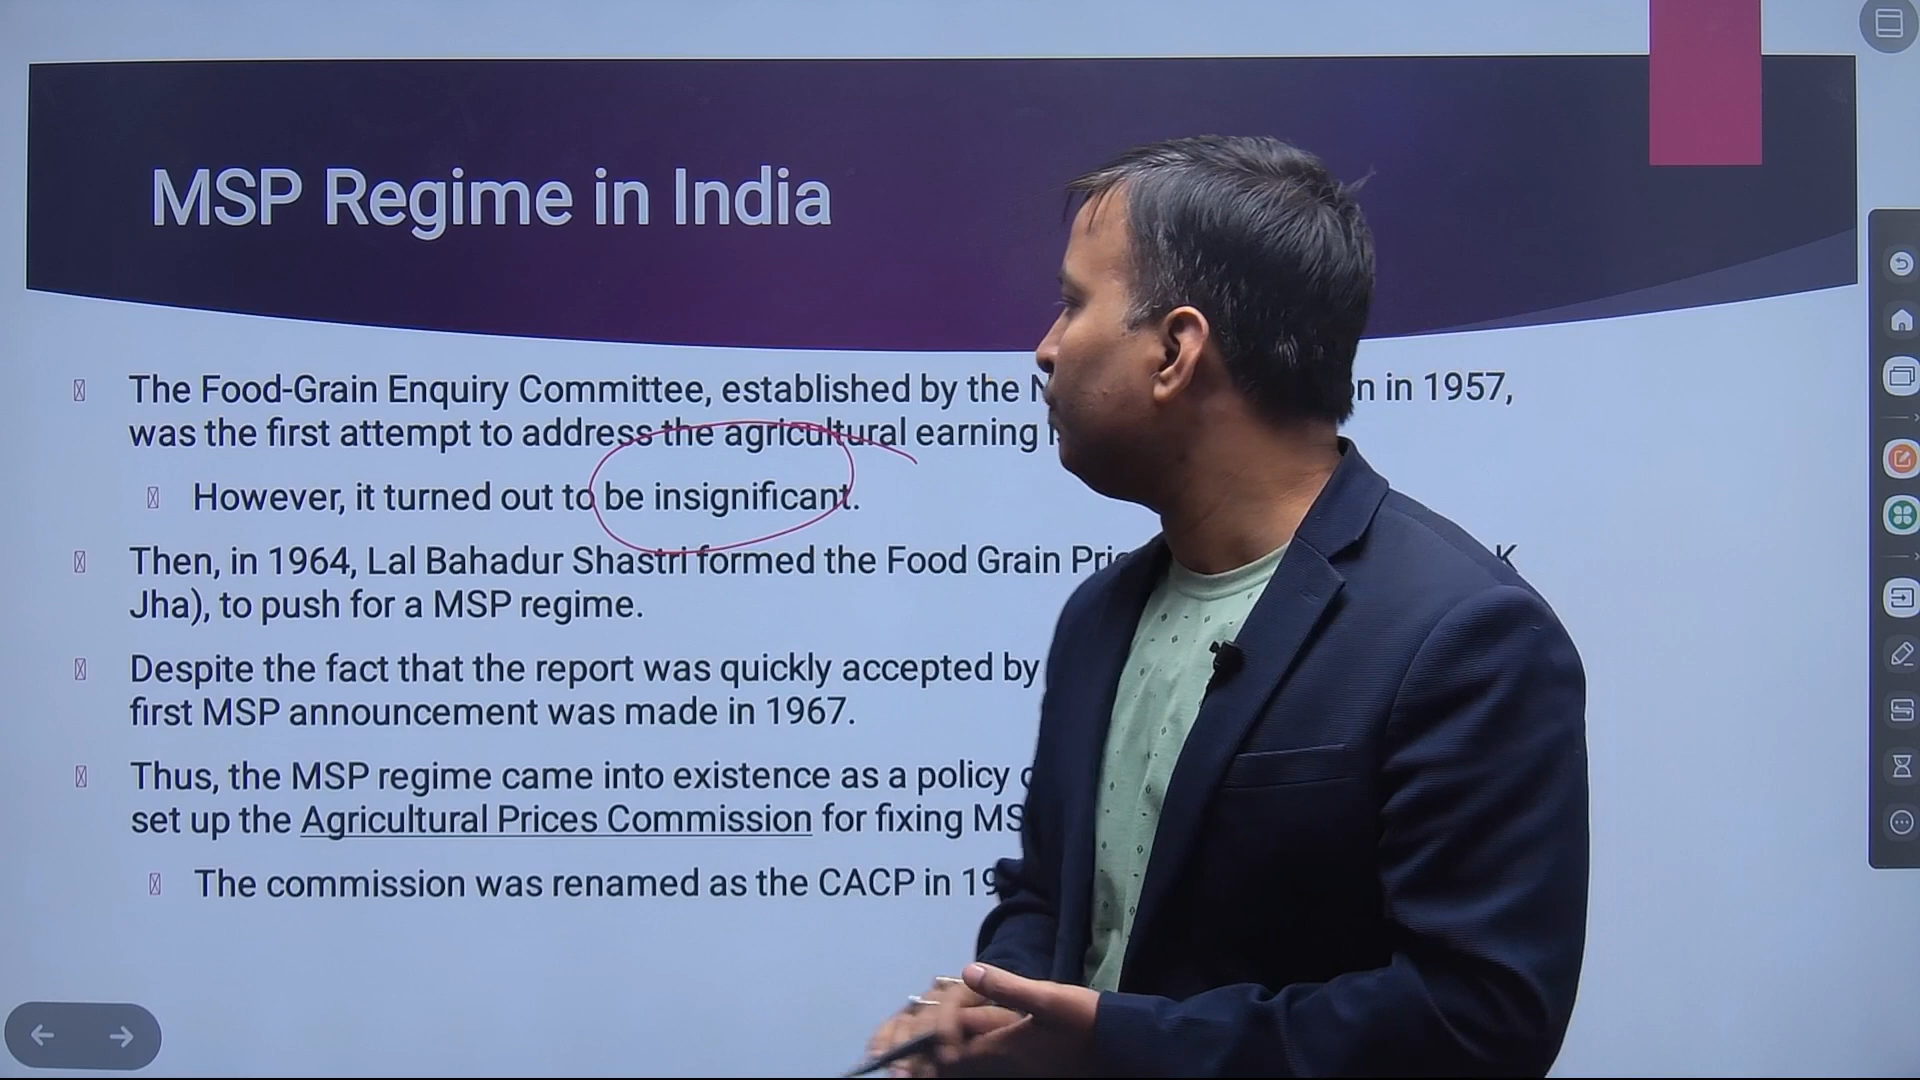 MSP Regime in India
The Food-Grain Enquiry Committee, established by the in 1957,
was the first attempt to address the agricultural earning
However, it turned out to be insignificant.
Then, in 1964, Lal Bahadur Shastri formed the Food Grain K
Jha), to push for a MSP regime.
Despite the fact that the report was quickly accepted by
first MSP announcement was made in 1967.
Thus, the MSP regime came into existence as a policy
set up the Agricultural Prices Commission for fixing
The commission was renamed as the CACP in